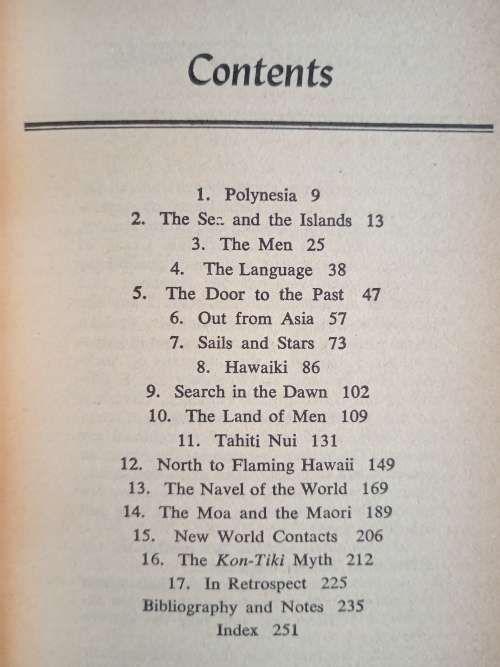 Contents
1. Polynesia 9
2. The Sea and the Islands 13
3. The Men 25
4. The Language 38
5. The Door to the Past 47
6. Out from Asia 57
7. Sails and Stars 73
8. Hawaiki 86
9. Search in the Dawn 102
10. The Land of Men 109
11. Tahiti Nui 131
12. North to Flaming Hawaii 149
13. The Navel of the World 169
14. The Moa and the Maori 189
15. New World Contacts 206
16. The Kon-Tiki Myth 212
17. In Retrospect 225
Bibliography and Notes 235
Index 251